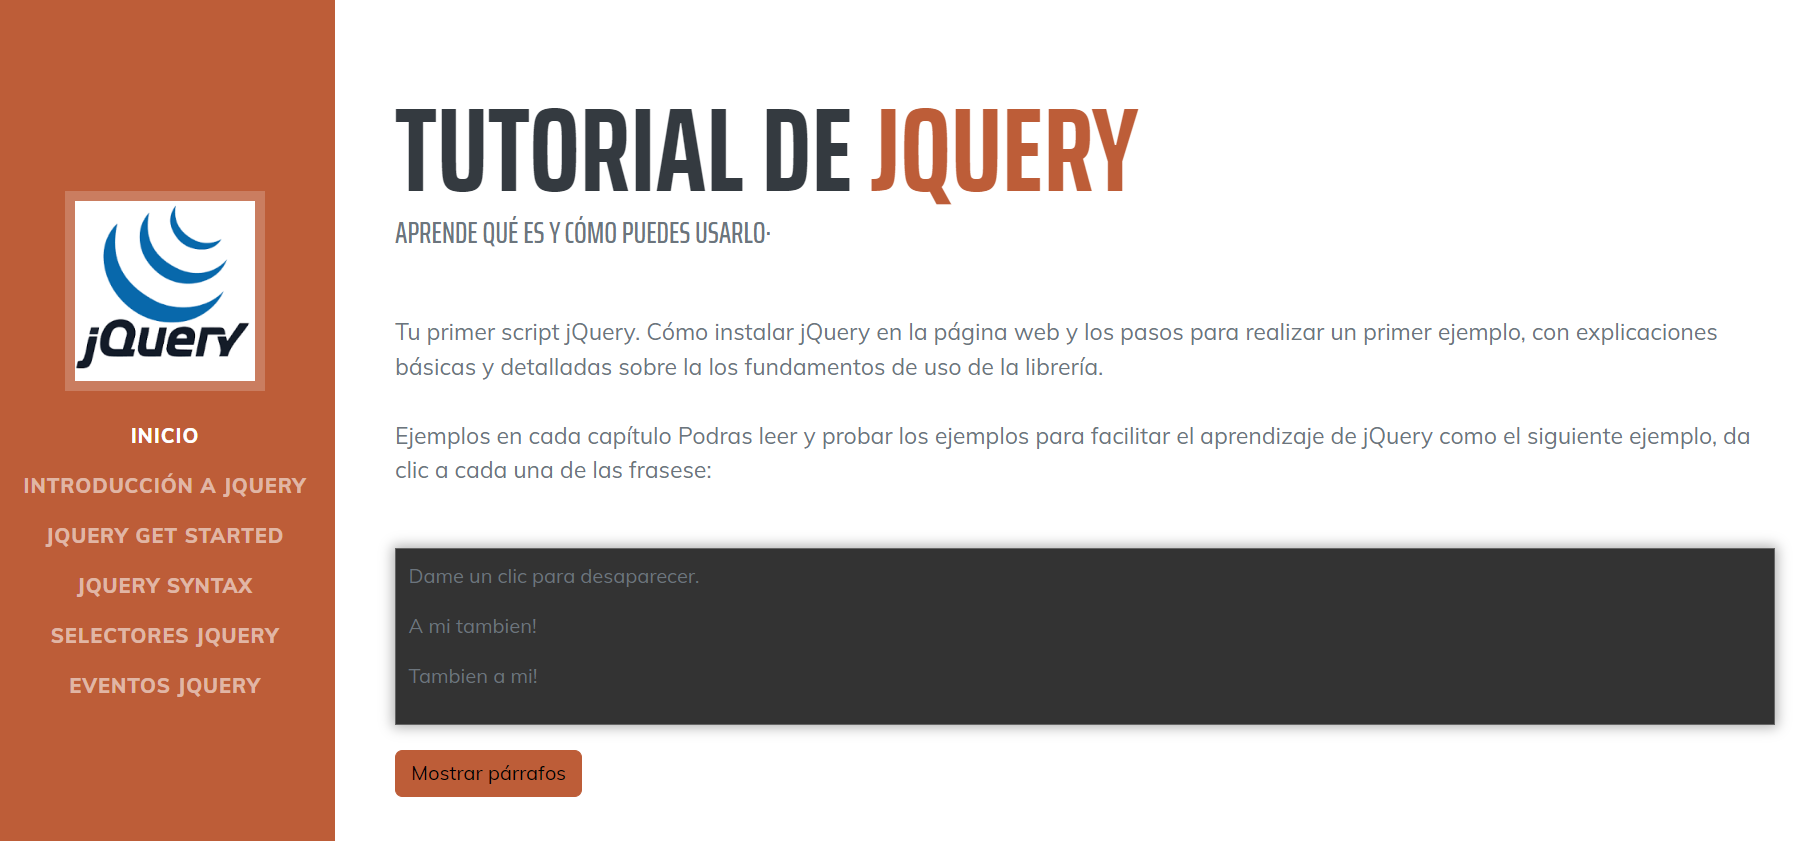 jQuery
INICIO
INTRODUCCIÓN A JQUERY
JQUERY GET STARTED
JQUERY SYNTAX
SELECTORES JQUERY
EVENTOS JQUERY
TUTORIAL DE JQUERY
APRENDE QUÉ ES Y CÓMO PUEDES USARLO·
Tu primer script jQuery. Cómo instalar jQuery en la página web y los pasos para realizar un primer ejemplo, con explicaciones
básicas y detalladas sobre la los fundamentos de uso de la librería.
Ejemplos en cada capítulo Podras leer y probar los ejemplos para facilitar el aprendizaje de jQuery como el siguiente ejemplo, da
clic a cada una de las frasese:
Dame un clic para desaparecer.
A mi tambien!
Tambien a mi!
Mostrar párrafos